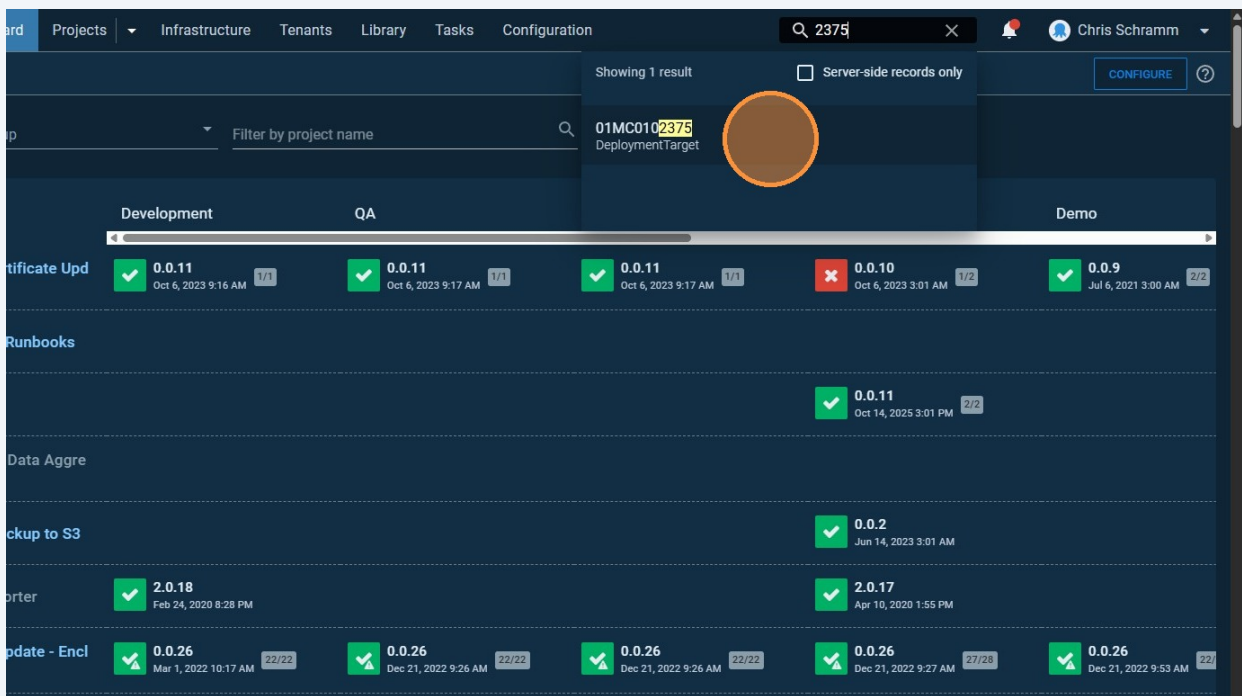 ard Projects Infrastructure Tenants Library Tasks Configuration 2375 Chris Schramm
Showing 1 result Server-side records only CONFIGURE
up Filter by project name
01MC0102375
DeploymentTarget
Development QA Demo
rtificate Upd
0.0.11
Oct 6, 2023 9:16 AM 1/1
0.0.11
Oct 6, 2023 9:17 AM 1/1
0.0.11
Oct 6, 2023 9:17 AM 1/1
0.0.10
Oct 6, 2023 3:01 AM 1/2
0.0.9
Jul 6, 2021 3:00 AM 2/2
Runbooks
0.0.11
Oct 14, 2025 3:01 PM 2/2
Data Aggre
ckup to S3
0.0.2
Jun 14, 2023 3:01 AM
orter
2.0.18
Feb 24, 2020 8:28 PM
2.0.17
Apr 10, 2020 1:55 PM
pdate - Encl
0.0.26
Mar 1, 2022 10:17 AM 22/22
0.0.26
Dec 21, 2022 9:26 AM 22/22
0.0.26
Dec 21, 2022 9:26 AM 22/22
0.0.26
Dec 21, 2022 9:27 AM 27/28
0.0.26
Dec 21, 2022 9:53 AM 22/